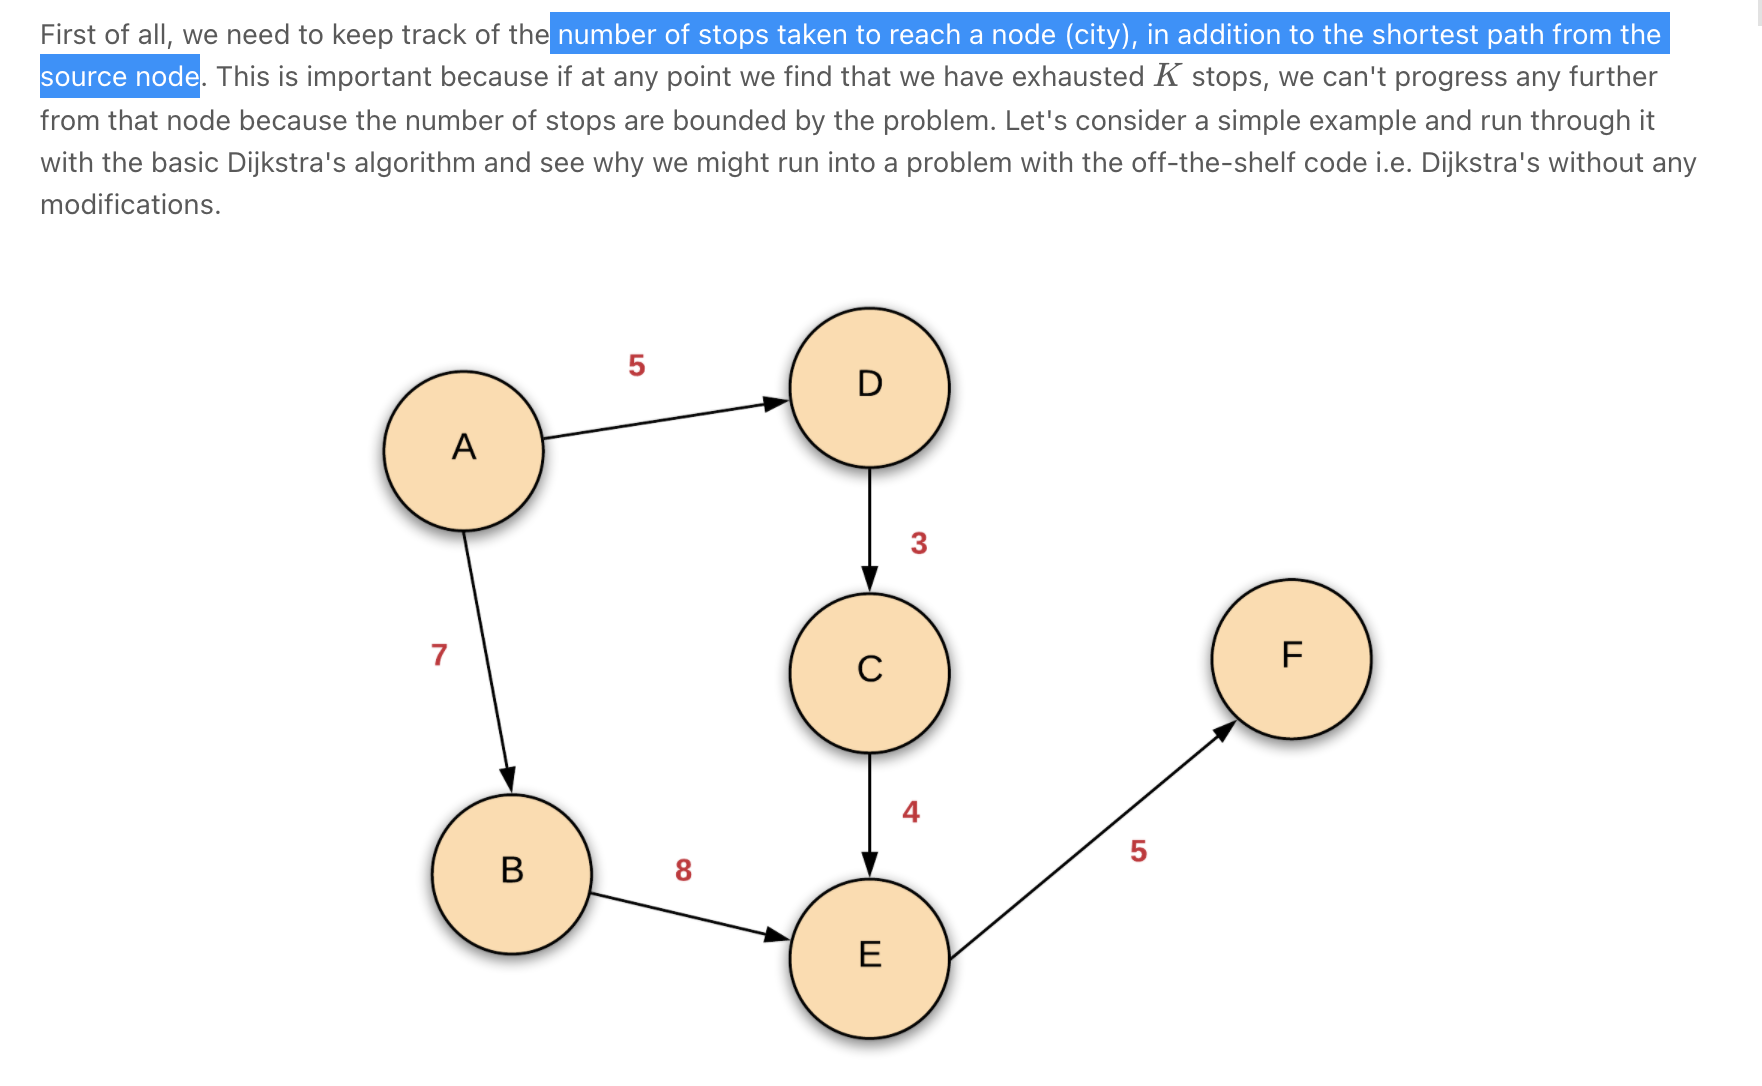 First of all, we need to keep track of the number of stops taken to reach a node (city), in addition to the shortest path from the
source node. This is important because if at any point we find that we have exhausted K stops, we can't progress any further
from that node because the number of stops are bounded by the problem. Let's consider a simple example and run through it
with the basic Dijkstra's algorithm and see why we might run into a problem with the off-the-shelf code i.e. Dijkstra's without any
modifications.
5
D
A
3
7
F
C
4
5
B
8
E